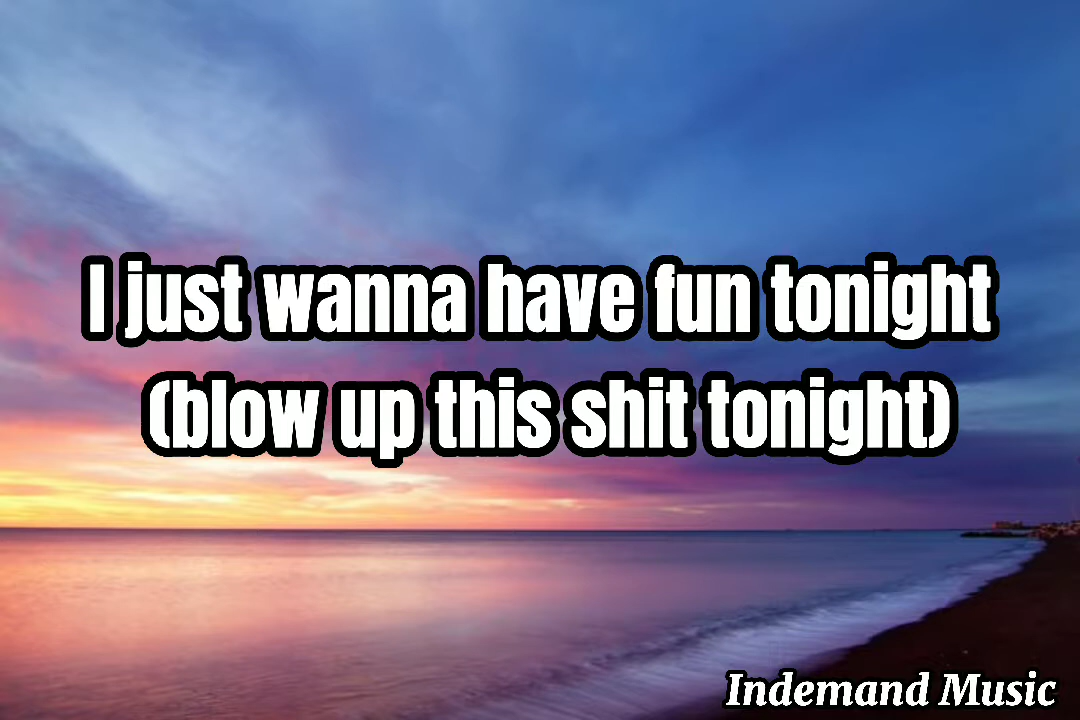 I just wanna have fun tonight
(blow up this shit tonight)
Indemand Music